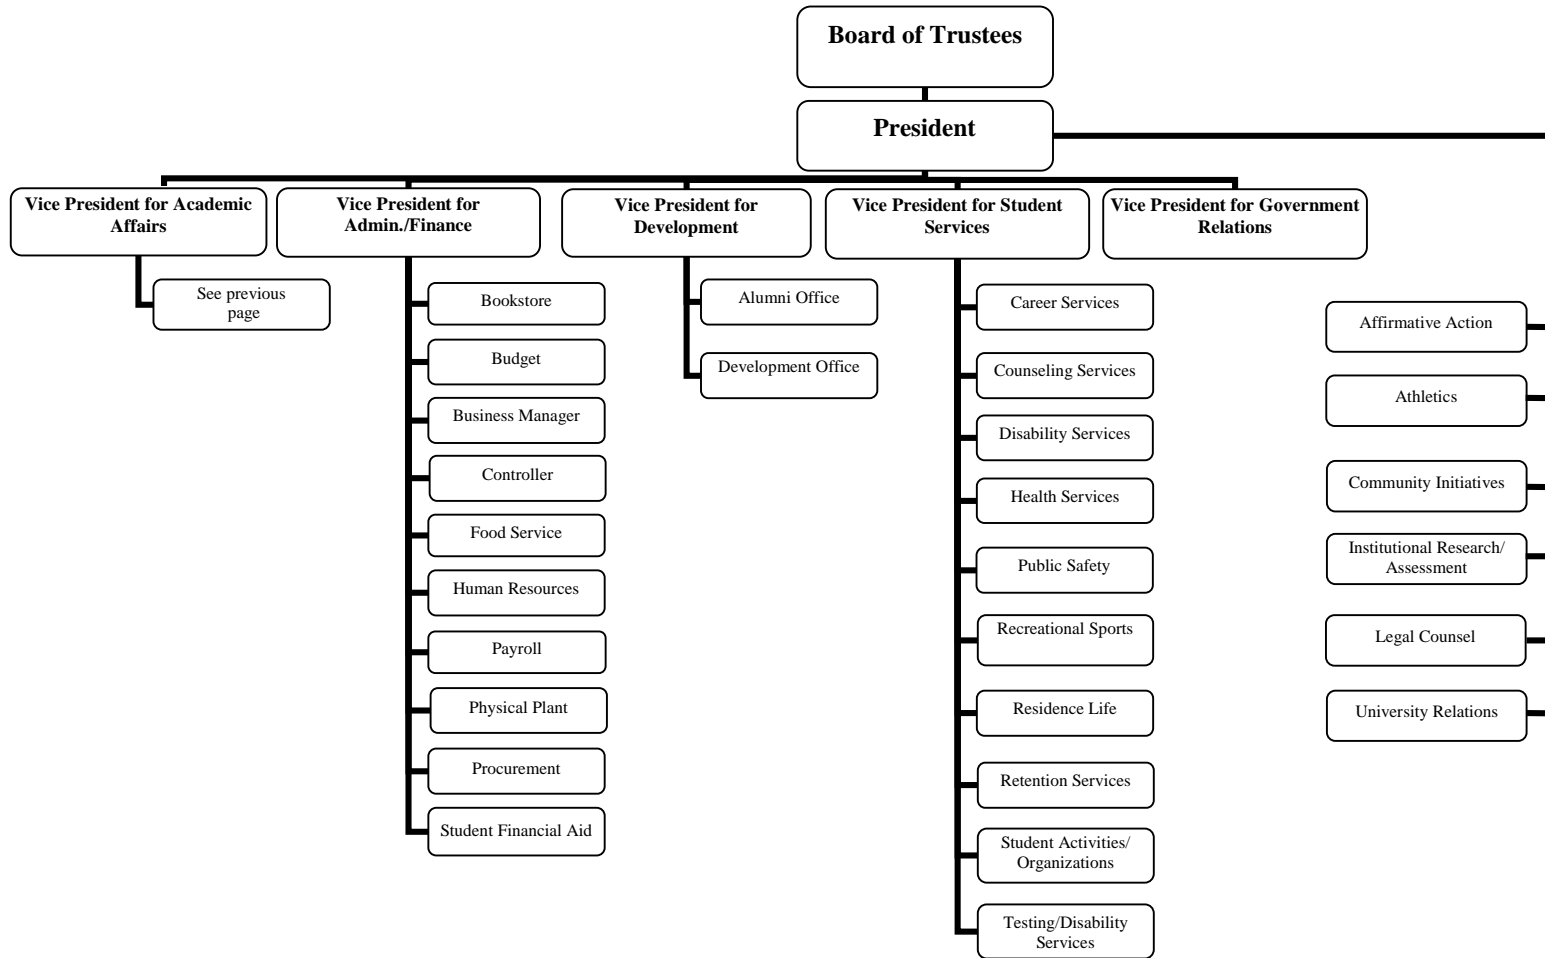 Board of Trustees
President
Vice President for Academic
Affairs
Vice President for
Admin./Finance
Vice President for
Development
Vice President for Student
Services
Vice President for Government
Relations
See previous
page
Bookstore
Budget
Business Manager
Controller
Food Service
Human Resources
Payroll
Physical Plant
Procurement
Student Financial Aid
Alumni Office
Development Office
Career Services
Counseling Services
Disability Services
Health Services
Public Safety
Recreational Sports
Residence Life
Retention Services
Student Activities/
Organizations
Testing/Disability
Services
Affirmative Action
Athletics
Community Initiatives
Institutional Research/
Assessment
Legal Counsel
University Relations